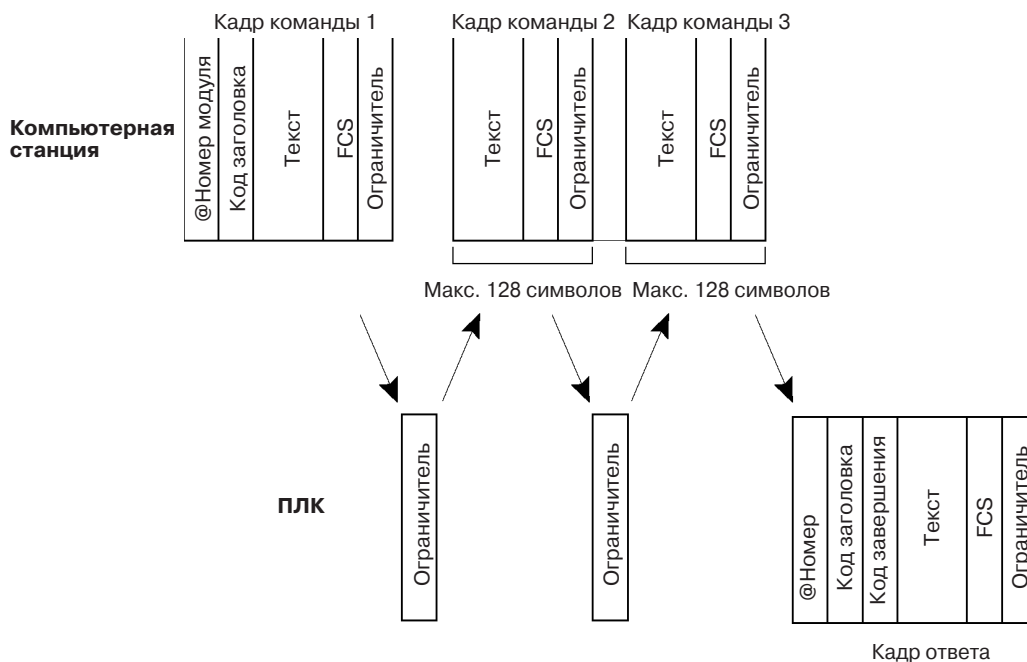 Кадр команды 1
Кадр команды 2
Кадр команды 3
Компьютерная
станция
@Номер модуля
Код заголовка
Текст
FCS
Ограничитель
Текст
FCS
Ограничитель
Текст
FCS
Ограничитель
Макс. 128 символов
Макс. 128 символов
ПЛК
Ограничитель
Ограничитель
@Номер
Код заголовка
Код завершения
Текст
FCS
Ограничитель
Кадр ответа